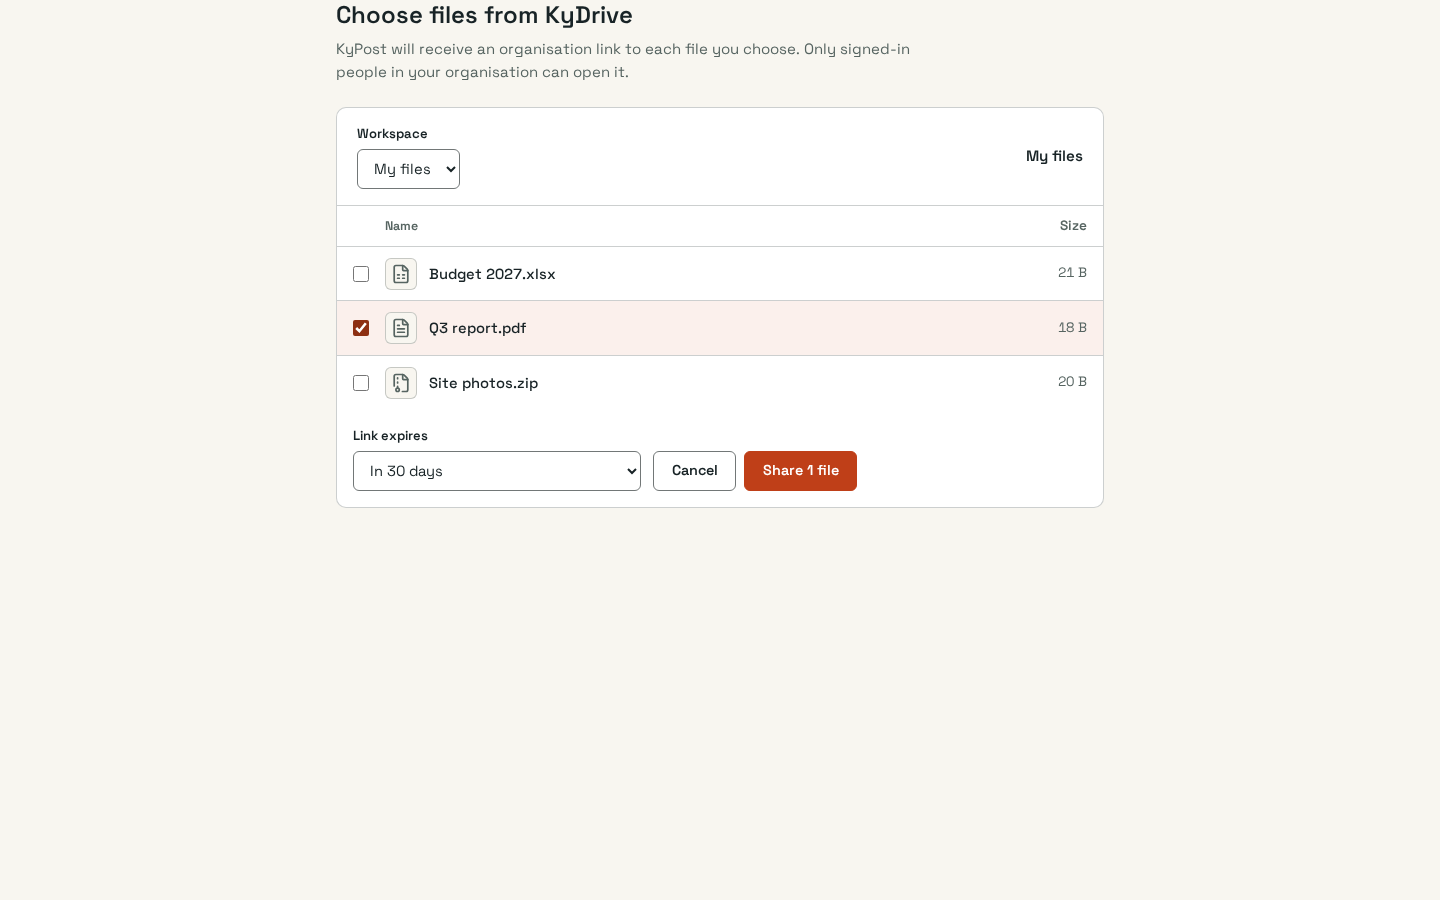 Choose files from KyDrive
KyPost will receive an organisation link to each file you choose. Only signed-in
people in your organisation can open it.
Workspace
My files
My files
Name Size
Budget 2027.xlsx 21 B
Q3 report.pdf 18 B
Site photos.zip 20 B
Link expires
In 30 days Cancel Share 1 file